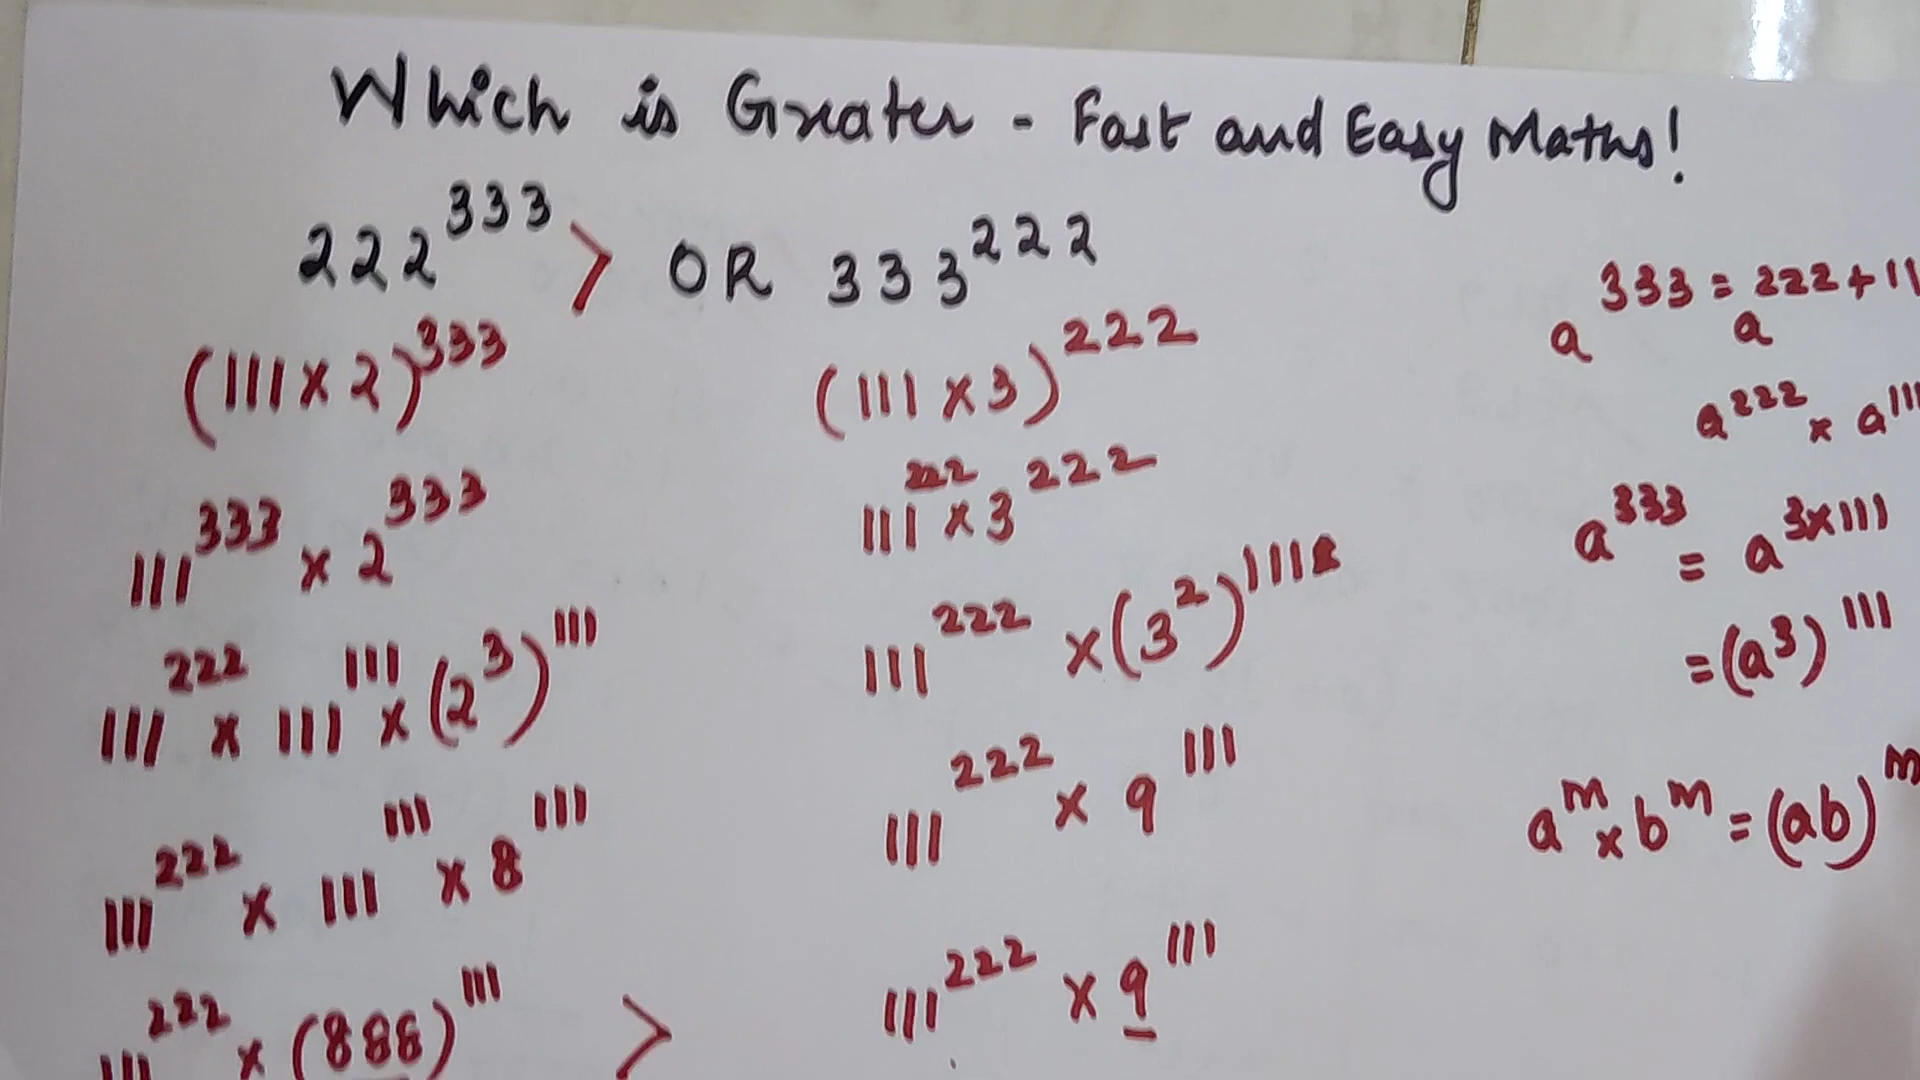 Which is Greater - Fast and Easy Maths!
222^333 > OR 333^222
(111 x 2)^333
(111 x 3)^222
111^333 x 2^333
111^222 x 3^222
111^222 x 111^111 x (2^3)^111
111^222 x (3^2)^111
111^222 x 111^111 x 8^111
111^222 x 9^111
111^222 x (888)^111 > 111^222 x 9^111
a^333 = a^222+11
a^222 x a^111
a^333 = a^3x111
= (a^3)^111
a^m x b^m = (ab)^m